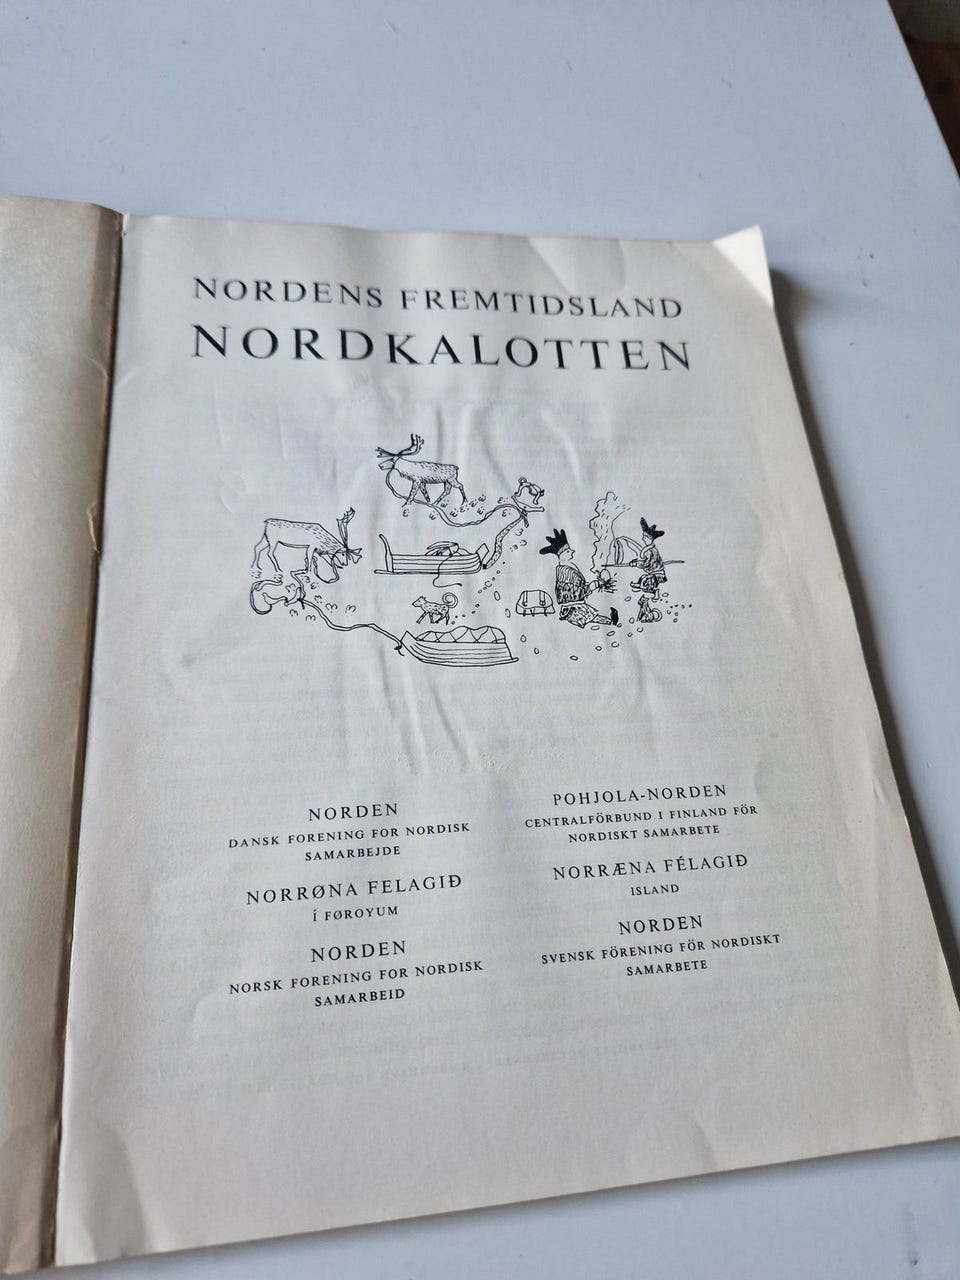 NORDENS FREMTIDSLAND
NORDKALOTTEN
NORDEN
DANSK FORENING FOR NORDISK
SAMARBEJDE
NORRØNA FELAGIÐ
Í FØROYUM
NORDEN
NORSK FORENING FOR NORDISK
SAMARBEID
POHJOLA-NORDEN
CENTRALFÖRBUND I FINLAND FÖR
NORDISKT SAMARBETE
NORRÆNA FÉLAGIÐ
ISLAND
NORDEN
SVENSK FÖRENING FÖR NORDISKT
SAMARBETE